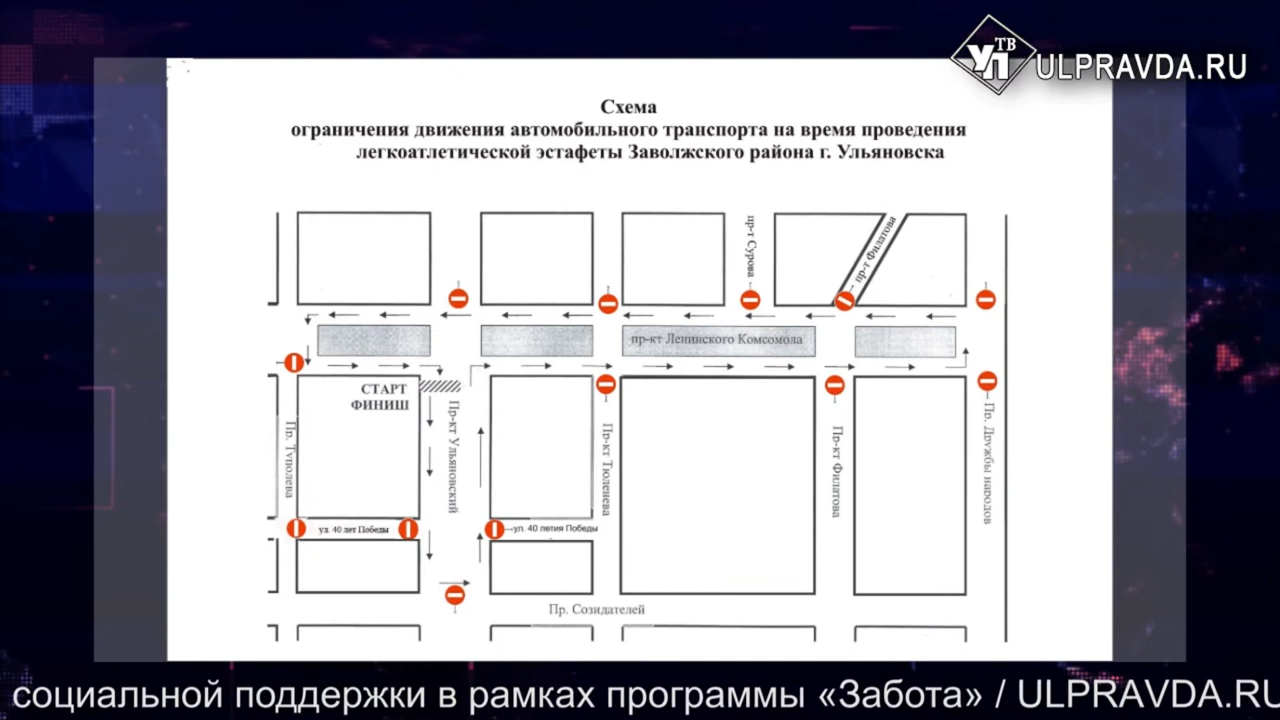 УП ТВ ULPRAVDA.RU
Схема
ограничения движения автомобильного транспорта на время проведения
легкоатлетической эстафеты Заволжского района г. Ульяновска
пр-т Сурова
пр-т Филатова
пр-кт Ленинского Комсомола
СТАРТ
ФИНИШ
Пр. Туполева
Пр-кт Ульяновский
Пр-кт Тюленева
Пр-кт Филатова
Пр. Дружбы народов
ул. 40 лет Победы
ул. 40 летия Победы
Пр. Созидателей
социальной поддержки в рамках программы «Забота» / ULPRAVDA.RU